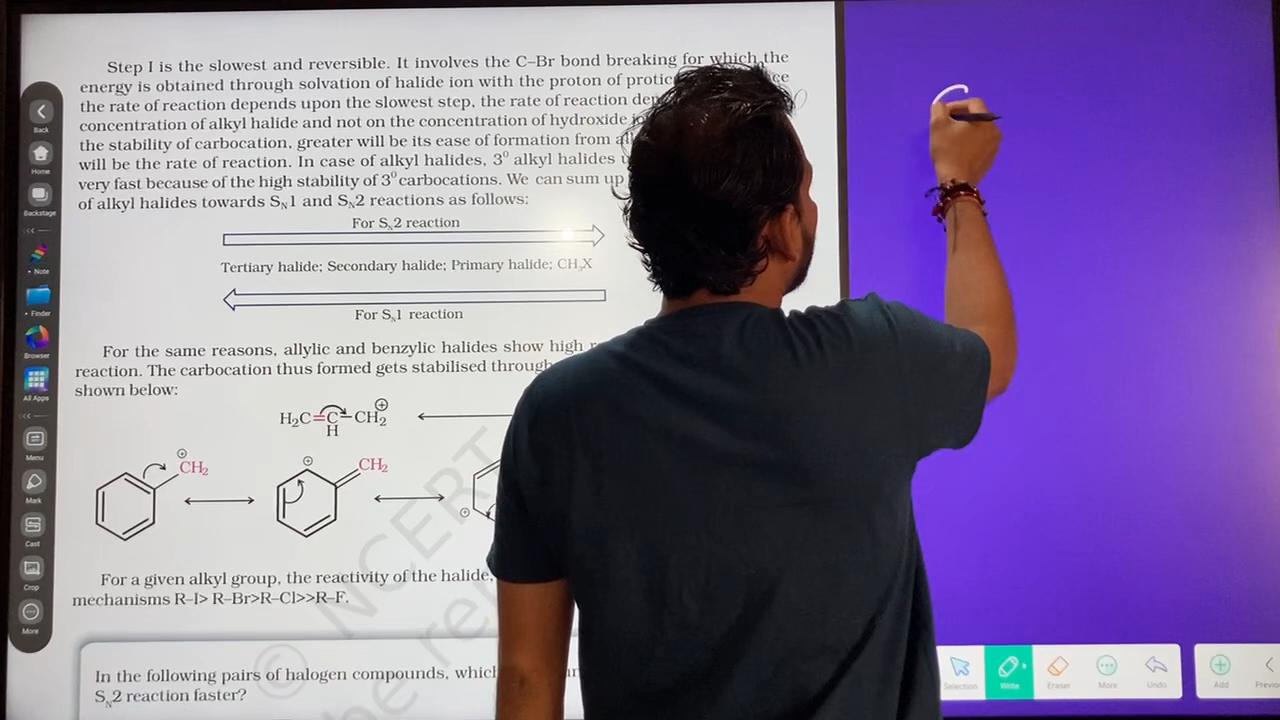 Step I is the slowest and reversible. It involves the C–Br bond breaking for which the
energy is obtained through solvation of halide ion with the proton of protic
the rate of reaction depends upon the slowest step, the rate of reaction
concentration of alkyl halide and not on the concentration of hydroxide
the stability of carbocation, greater will be its ease of formation from
will be the rate of reaction. In case of alkyl halides, 3⁰ alkyl halides
very fast because of the high stability of 3⁰ carbocations. We can sum up
of alkyl halides towards Sₙ1 and Sₙ2 reactions as follows:
For Sₙ2 reaction
Tertiary halide; Secondary halide; Primary halide; CH₃X
For Sₙ1 reaction
For the same reasons, allylic and benzylic halides show high
reaction. The carbocation thus formed gets stabilised through
shown below:
H₂C=C–CH₂⊕
H
⊕CH₂
⊕
CH₂
⊕
For a given alkyl group, the reactivity of the halide,
mechanisms R–I> R–Br>R–Cl>>R–F.
In the following pairs of halogen compounds,
Sₙ2 reaction faster?
© NCERT
be
Back
Home
Backstage
Note
Finder
Browser
All Apps
Menu
Mark
Cast
Crop
More
Selection
Write
Eraser
More
Undo
Add